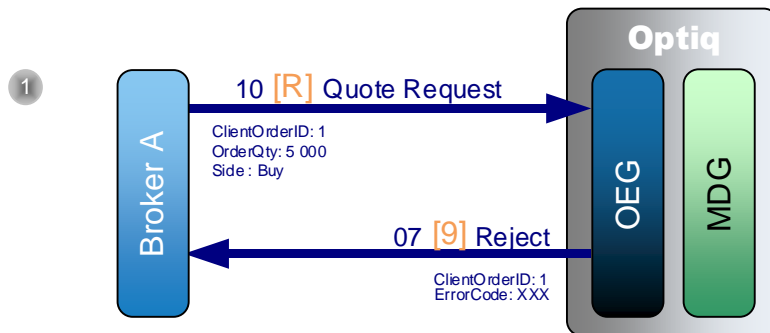 Optiq
1
10 [R] Quote Request
ClientOrderID: 1
OrderQty: 5 000
Side : Buy
Broker A
OEG
MDG
07 [9] Reject
ClientOrderID: 1
ErrorCode: XXX